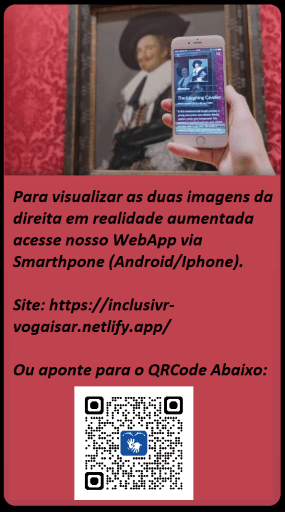 The Laughing Cavalier
Para visualizar as duas imagens da
direita em realidade aumentada
acesse nosso WebApp via
Smarthpone (Android/Iphone).
Site: https://inclusivr-
vogaisar.netlify.app/
Ou aponte para o QRCode Abaixo: